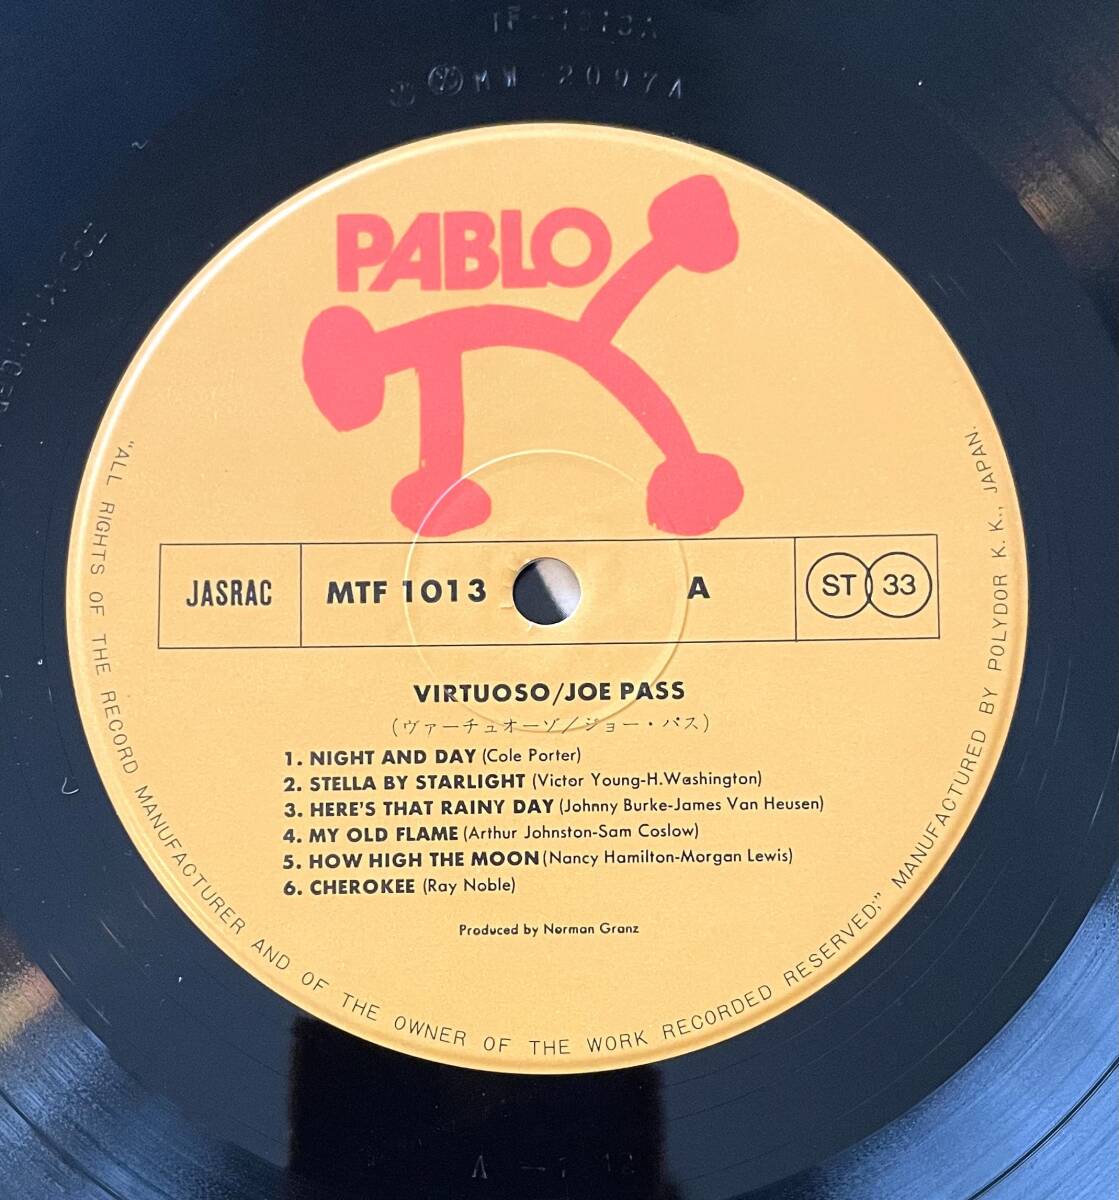 MW 2097A
PABLO
JASRAC MTF 1013 A ST 33
VIRTUOSO/JOE PASS
(ヴァーチュオーゾ/ジョー・パス)
1. NIGHT AND DAY (Cole Porter)
2. STELLA BY STARLIGHT (Victor Young-H.Washington)
3. HERE'S THAT RAINY DAY (Johnny Burke-James Van Heusen)
4. MY OLD FLAME (Arthur Johnston-Sam Coslow)
5. HOW HIGH THE MOON (Nancy Hamilton-Morgan Lewis)
6. CHEROKEE (Ray Noble)
Produced by Norman Granz
"ALL RIGHTS OF THE RECORD MANUFACTURER AND OF THE OWNER OF THE WORK RECORDED RESERVED;" MANUFACTURED BY POLYDOR K. K., JAPAN.